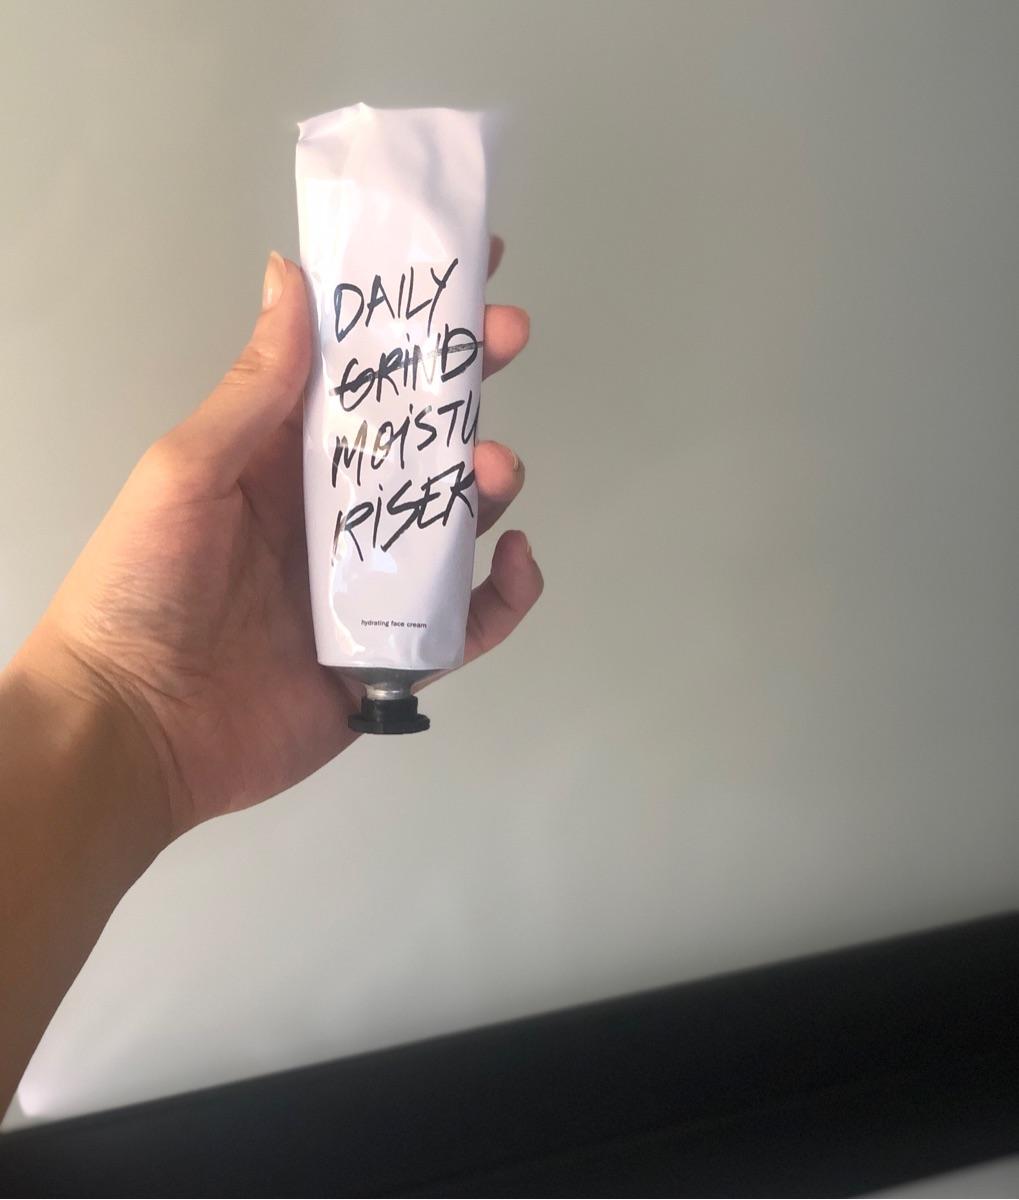 DAILY
GRiND
MOiSTU
RiSER
hydrating face cream